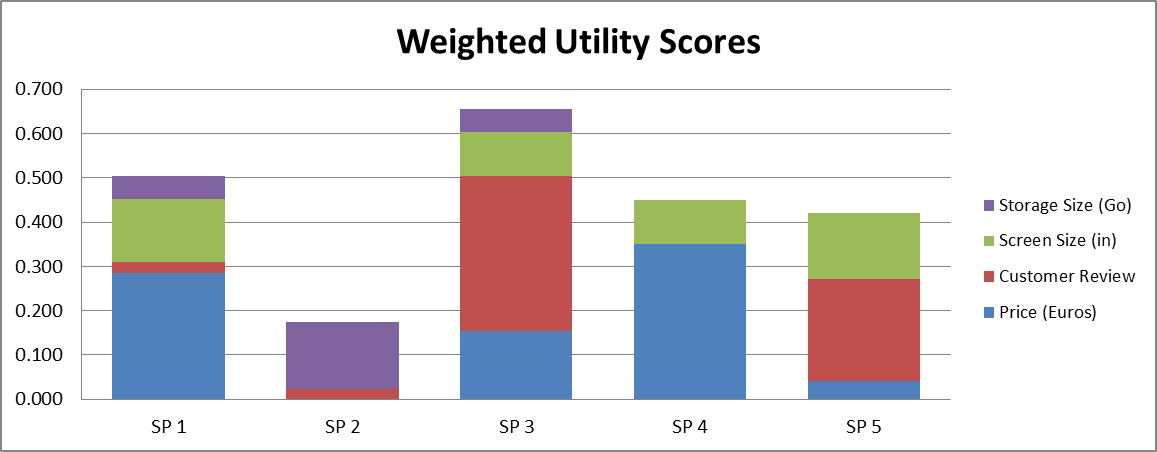 Weighted Utility Scores
0.700
0.600
0.500
0.400
0.300
0.200
0.100
0.000
SP 1
SP 2
SP 3
SP 4
SP 5
Storage Size (Go)
Screen Size (in)
Customer Review
Price (Euros)